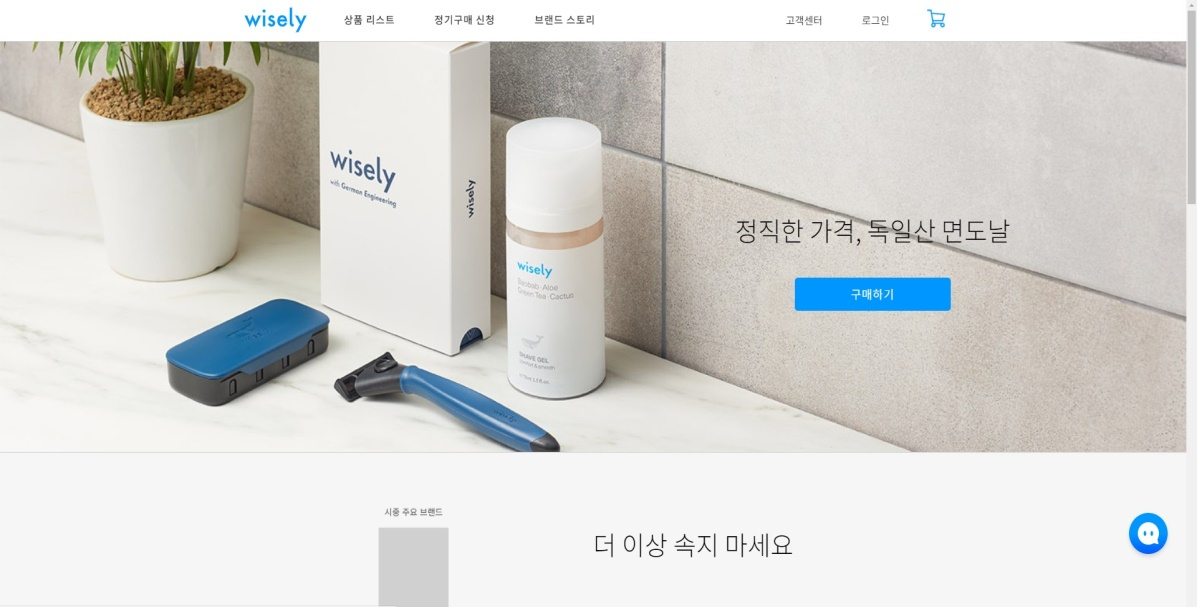 wisely
상품 리스트
정기구매 신청
브랜드 스토리
고객센터
로그인
wisely
with German Engineering
wisely
wisely
Baobab · Aloe
Green Tea · Cactus
SHAVE GEL
정직한 가격, 독일산 면도날
구매하기
시중 주요 브랜드
더 이상 속지 마세요